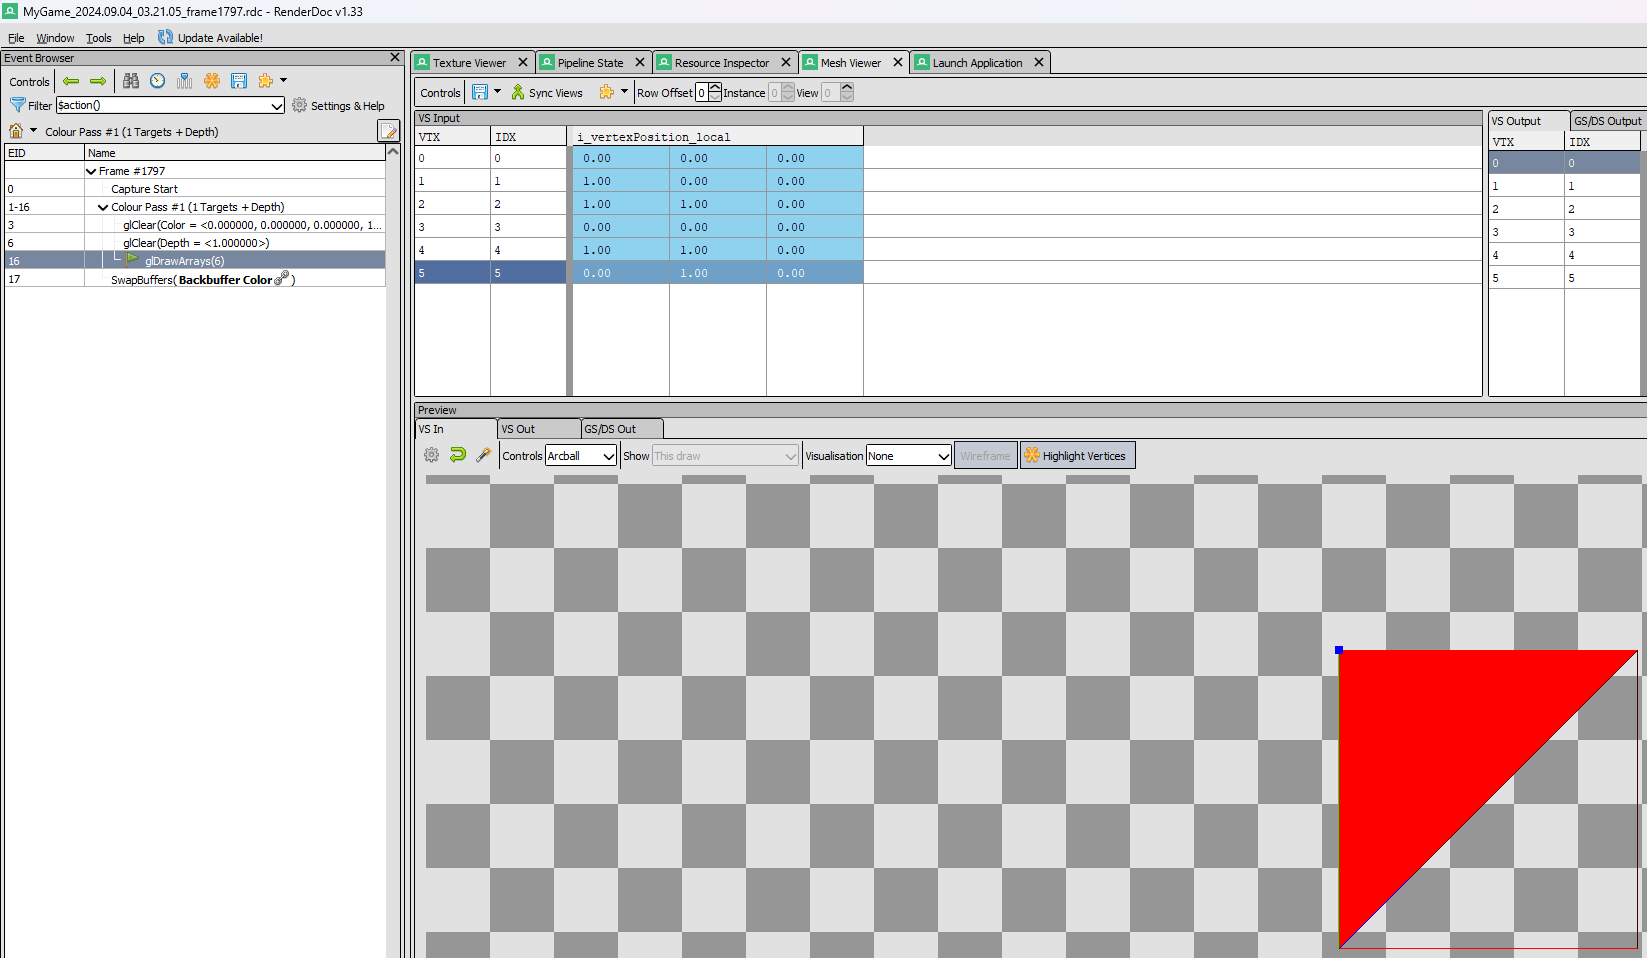 MyGame_2024.09.04_03.21.05_frame1797.rdc - RenderDoc v1.33
File Window Tools Help Update Available!
Event Browser
Controls
Filter $action() Settings & Help
Colour Pass #1 (1 Targets + Depth)
EID Name
Frame #1797
0 Capture Start
1-16 Colour Pass #1 (1 Targets + Depth)
3 glClear(Color = <0.000000, 0.000000, 0.000000, 1...
6 glClear(Depth = <1.000000>)
16 glDrawArrays(6)
17 SwapBuffers( Backbuffer Color )
Texture Viewer Pipeline State Resource Inspector Mesh Viewer Launch Application
Controls Sync Views Row Offset 0 Instance 0 View 0
VS Input
VTX IDX i_vertexPosition_local
0 0 0.00 0.00 0.00
1 1 1.00 0.00 0.00
2 2 1.00 1.00 0.00
3 3 0.00 0.00 0.00
4 4 1.00 1.00 0.00
5 5 0.00 1.00 0.00
VS Output GS/DS Output
VTX IDX
0 0
1 1
2 2
3 3
4 4
5 5
Preview
VS In VS Out GS/DS Out
Controls Arcball Show This draw Visualisation None Wireframe Highlight Vertices